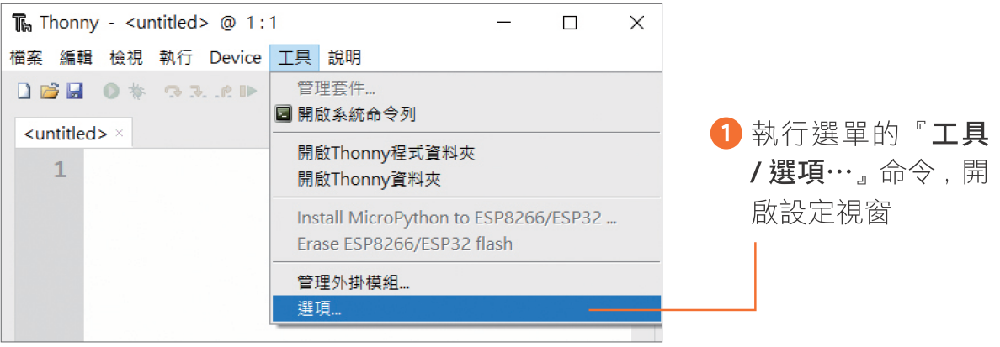 Thonny - <untitled> @ 1 : 1
檔案 編輯 檢視 執行 Device 工具 說明
管理套件...
開啟系統命令列
<untitled> ×
開啟Thonny程式資料夾
1
開啟Thonny資料夾
Install MicroPython to ESP8266/ESP32 ...
Erase ESP8266/ESP32 flash
管理外掛模組...
選項...
1 執行選單的『工具
/ 選項…』命令，開
啟設定視窗